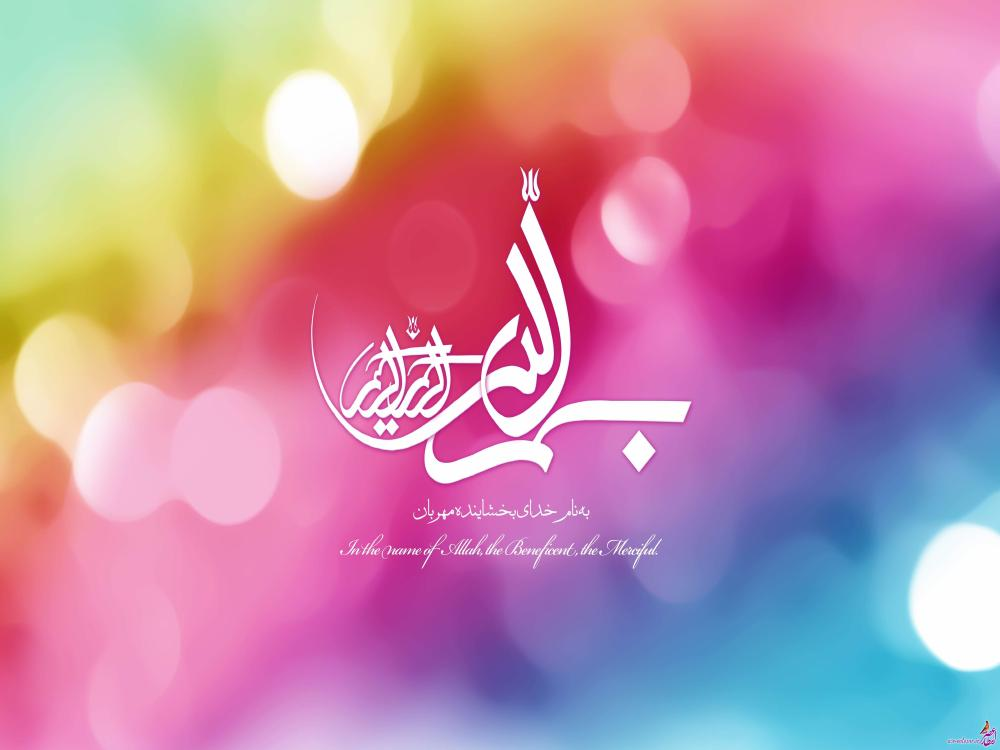 بسم الله الرحمن الرحیم
به نام خدای بخشاینده مهربان
In the name of Allah, the Beneficent, the Merciful.